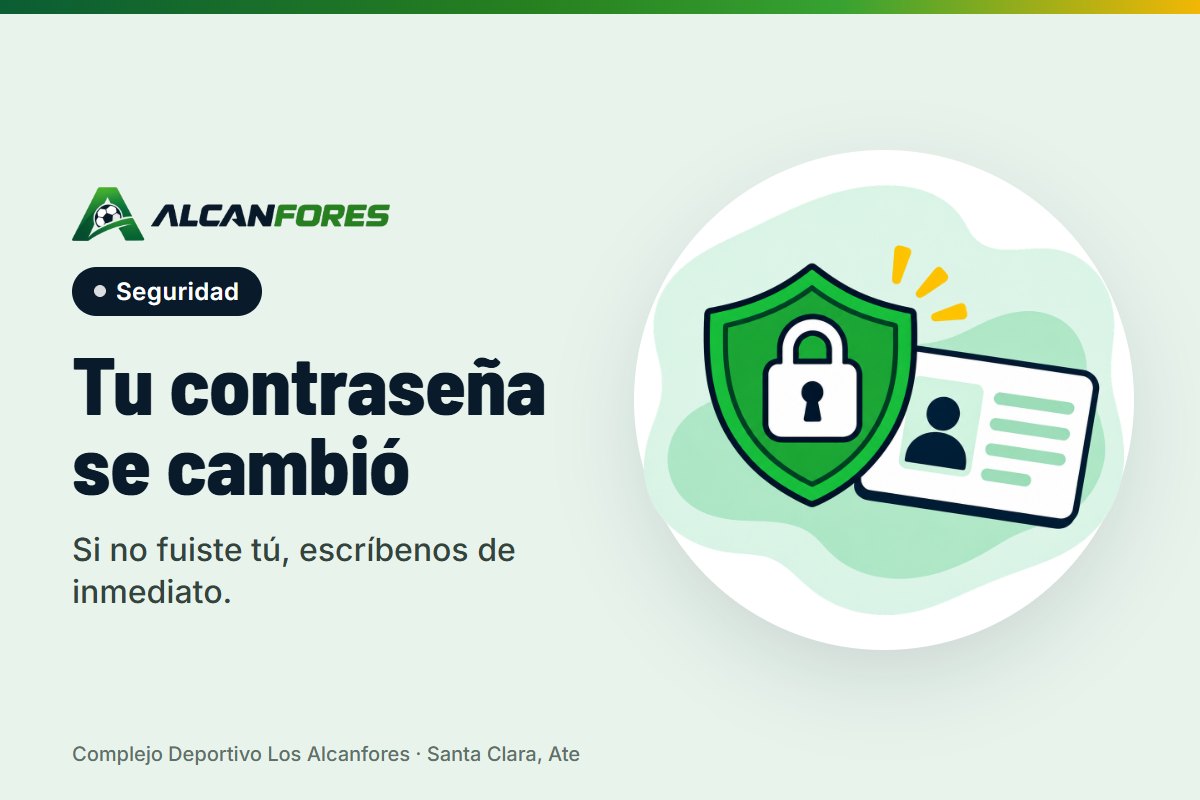 ALCANFORES
Seguridad
Tu contraseña
se cambió
Si no fuiste tú, escríbenos de
inmediato.
Complejo Deportivo Los Alcanfores · Santa Clara, Ate